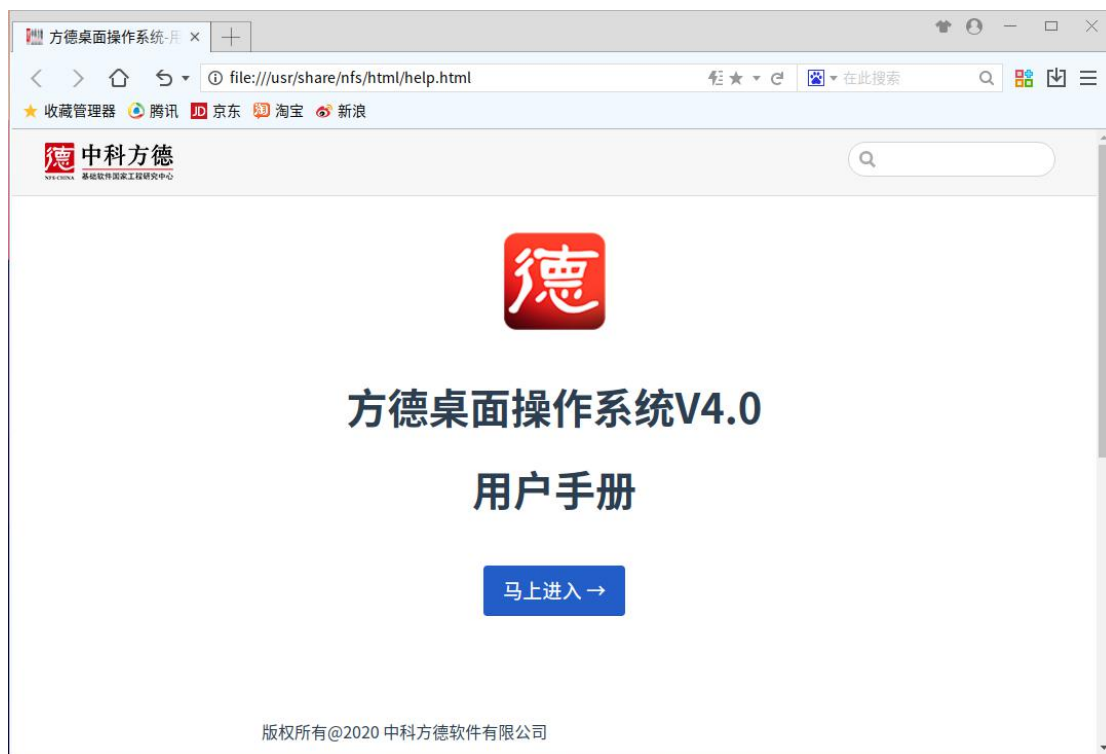 方德桌面操作系统-用
file:///usr/share/nfs/html/help.html
在此搜索
收藏管理器 腾讯 JD 京东 淘宝 新浪
德 中科方德
NFS CHINA 基础软件国家工程研究中心
德
方德桌面操作系统V4.0
用户手册
马上进入 →
版权所有@2020 中科方德软件有限公司